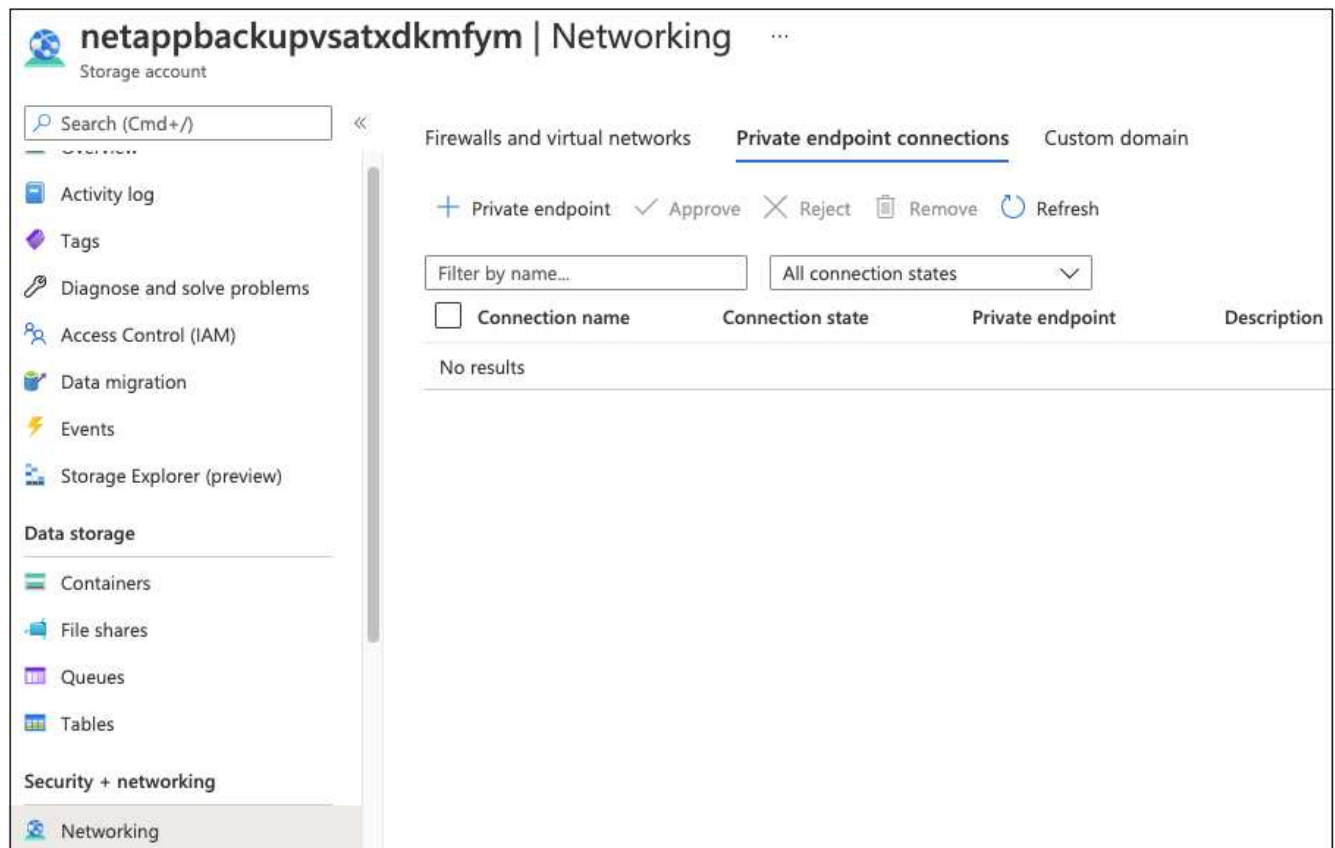 netappbackupvsatxdkmfym | Networking ...
Storage account
Search (Cmd+/) «
Overview
Activity log
Tags
Diagnose and solve problems
Access Control (IAM)
Data migration
Events
Storage Explorer (preview)
Data storage
Containers
File shares
Queues
Tables
Security + networking
Networking
Firewalls and virtual networks Private endpoint connections Custom domain
Private endpoint Approve Reject Remove Refresh
Filter by name... All connection states
Connection name Connection state Private endpoint Description
No results